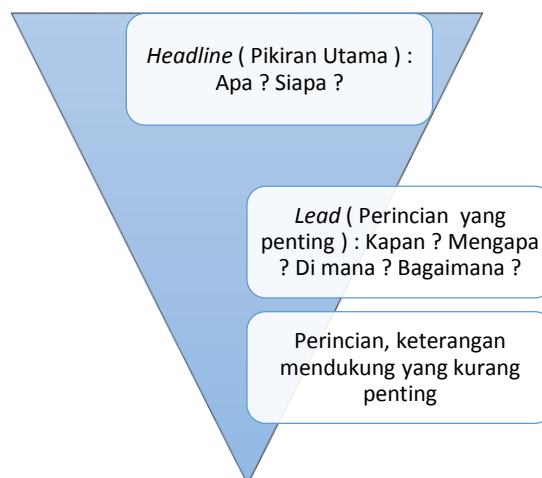 Headline ( Pikiran Utama ) :
Apa ? Siapa ?
Lead ( Perincian yang
penting ) : Kapan ? Mengapa
? Di mana ? Bagaimana ?
Perincian, keterangan
mendukung yang kurang
penting